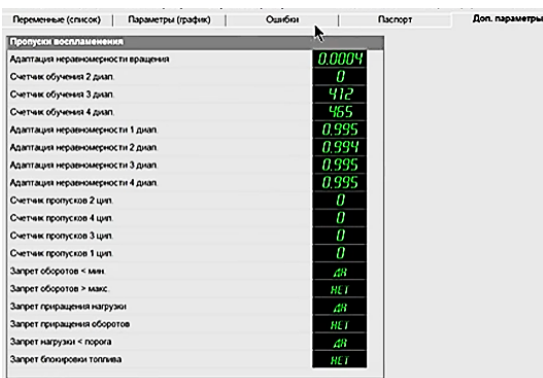 Переменные (список) Параметры (график) Ошибки Паспорт Доп. параметры
Пропуски воспламенения
Адаптация неравномерности вращения 0.0004
Счетчик обучения 2 диап. 0
Счетчик обучения 3 диап. 412
Счетчик обучения 4 диап. 465
Адаптация неравномерности 1 диап. 0.995
Адаптация неравномерности 2 диап. 0.994
Адаптация неравномерности 3 диап. 0.995
Адаптация неравномерности 4 диап. 0.995
Счетчик пропусков 2 цил. 0
Счетчик пропусков 4 цил. 0
Счетчик пропусков 3 цил. 0
Счетчик пропусков 1 цил. 0
Запрет оборотов < мин. ДА
Запрет оборотов > макс. НЕТ
Запрет приращения нагрузки ДА
Запрет приращения оборотов НЕТ
Запрет нагрузки < порога ДА
Запрет блокировки топлива НЕТ